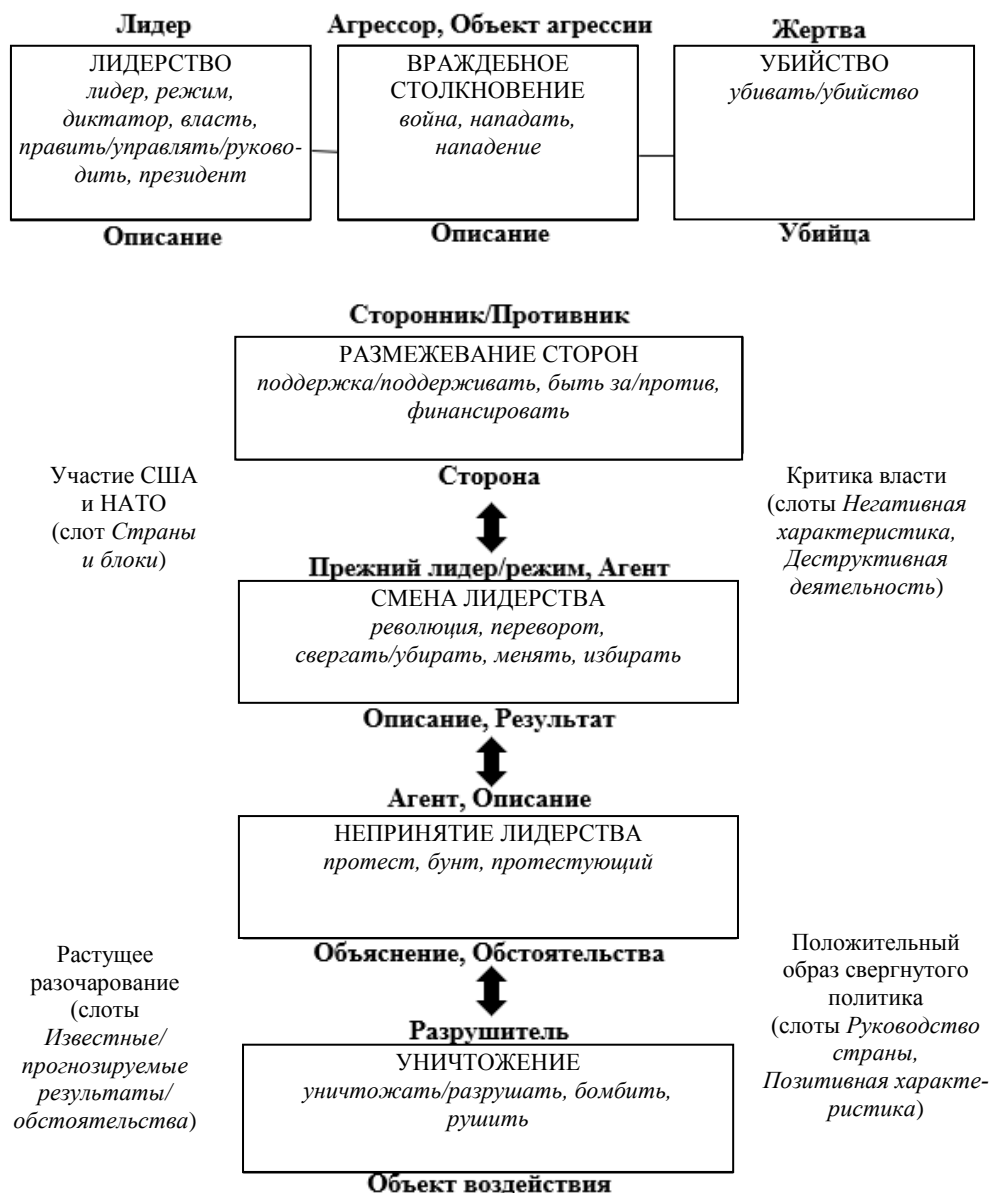 Лидер
ЛИДЕРСТВО
лидер, режим,
диктатор, власть,
править/управлять/руково-
дить, президент
Описание
Агрессор, Объект агрессии
ВРАЖДЕБНОЕ
СТОЛКНОВЕНИЕ
война, нападать,
нападение
Описание
Жертва
УБИЙСТВО
убивать/убийство
Убийца
Сторонник/Противник
РАЗМЕЖЕВАНИЕ СТОРОН
поддержка/поддерживать, быть за/против,
финансировать
Сторона
Участие США
и НАТО
(слот Страны
и блоки)
Критика власти
(слоты Негативная
характеристика,
Деструктивная
деятельность)
Прежний лидер/режим, Агент
СМЕНА ЛИДЕРСТВА
революция, переворот,
свергать/убирать, менять, избирать
Описание, Результат
Агент, Описание
НЕПРИНЯТИЕ ЛИДЕРСТВА
протест, бунт, протестующий
Объяснение, Обстоятельства
Растущее
разочарование
(слоты
Известные/
прогнозируемые
результаты/
обстоятельства)
Положительный
образ свергнутого
политика
(слоты Руководство
страны,
Позитивная характе-
ристика)
Разрушитель
УНИЧТОЖЕНИЕ
уничтожать/разрушать, бомбить,
рушить
Объект воздействия